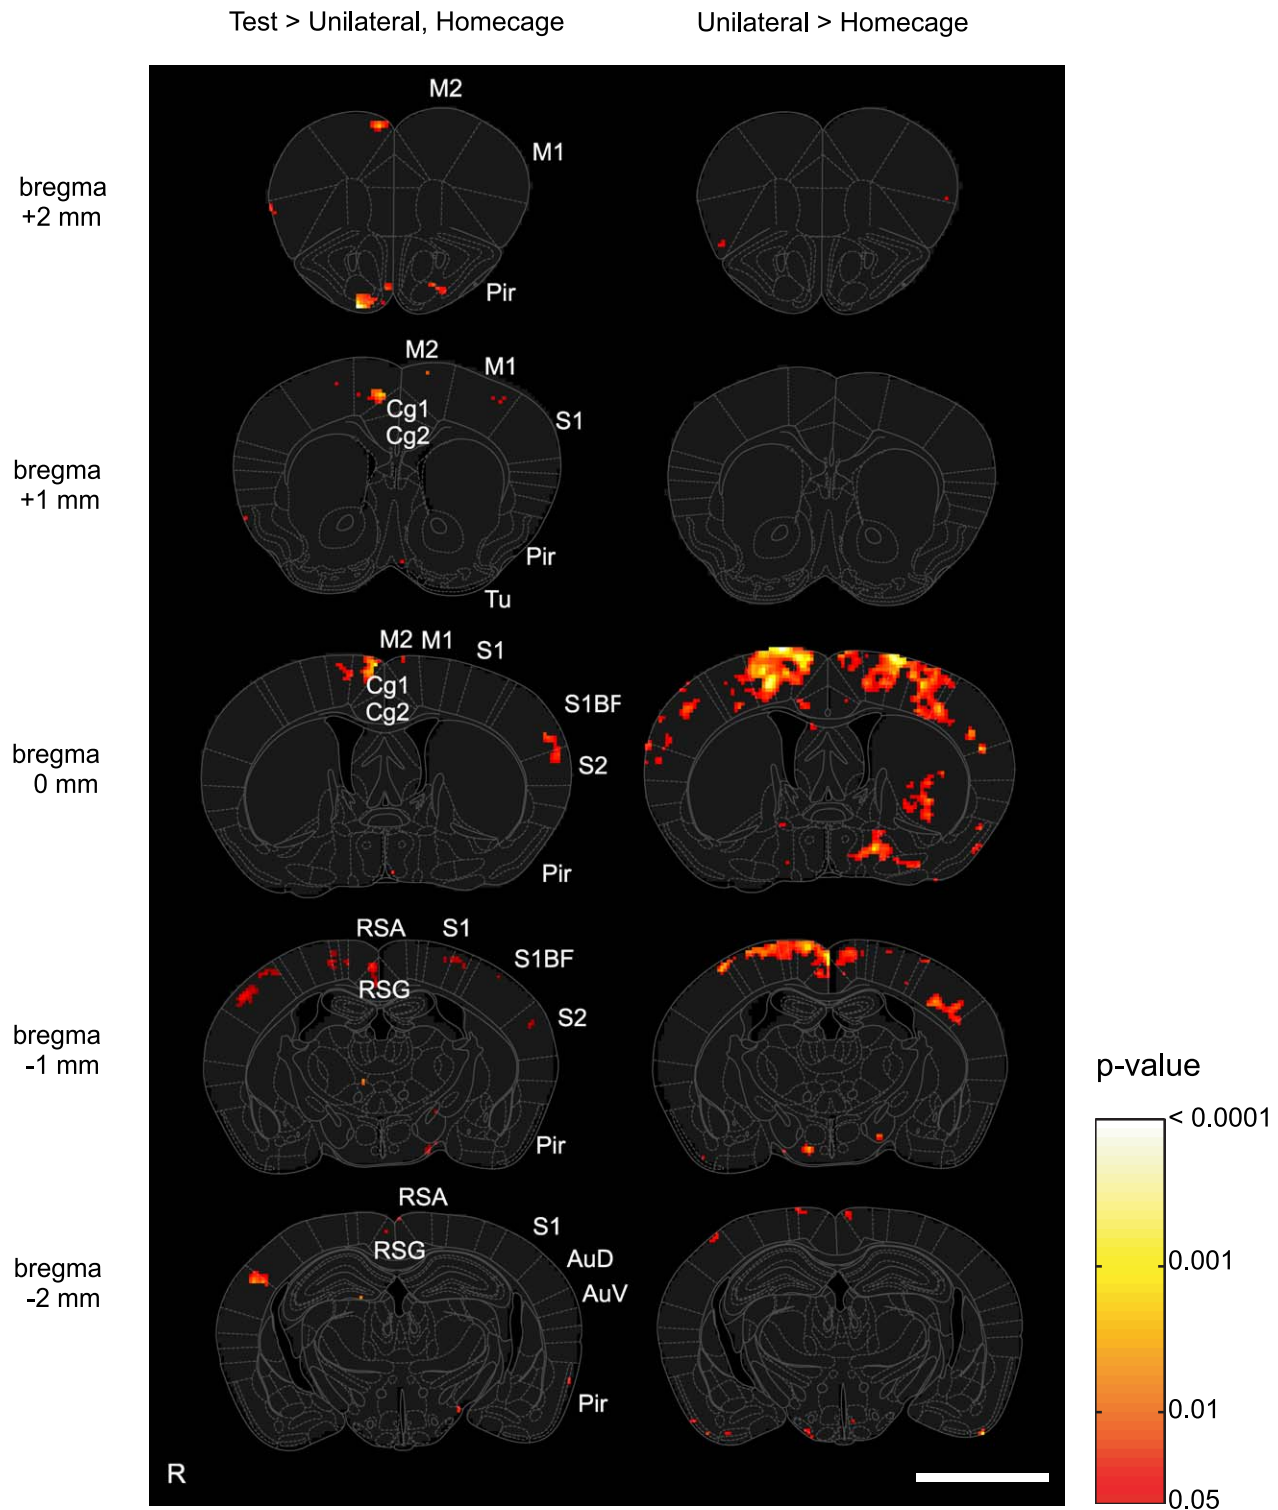 Test > Unilateral, Homecage
Unilateral > Homecage
bregma
+2 mm
M2
M1
Pir
bregma
+1 mm
M2
M1
Cg1
Cg2
S1
Pir
Tu
bregma
0 mm
M2 M1
S1
Cg1
Cg2
S1BF
S2
Pir
bregma
-1 mm
RSA
S1
S1BF
RSG
S2
Pir
bregma
-2 mm
RSA
S1
RSG
AuD
AuV
Pir
R
p-value
< 0.0001
0.001
0.01
0.05